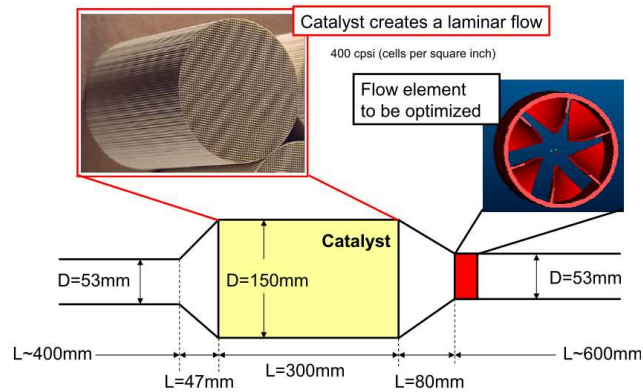 Catalyst creates a laminar flow
400 cpsi (cells per square inch)
Flow element
to be optimized
Catalyst
D=53mm
D=150mm
D=53mm
L~400mm
L=47mm
L=300mm
L=80mm
L~600mm